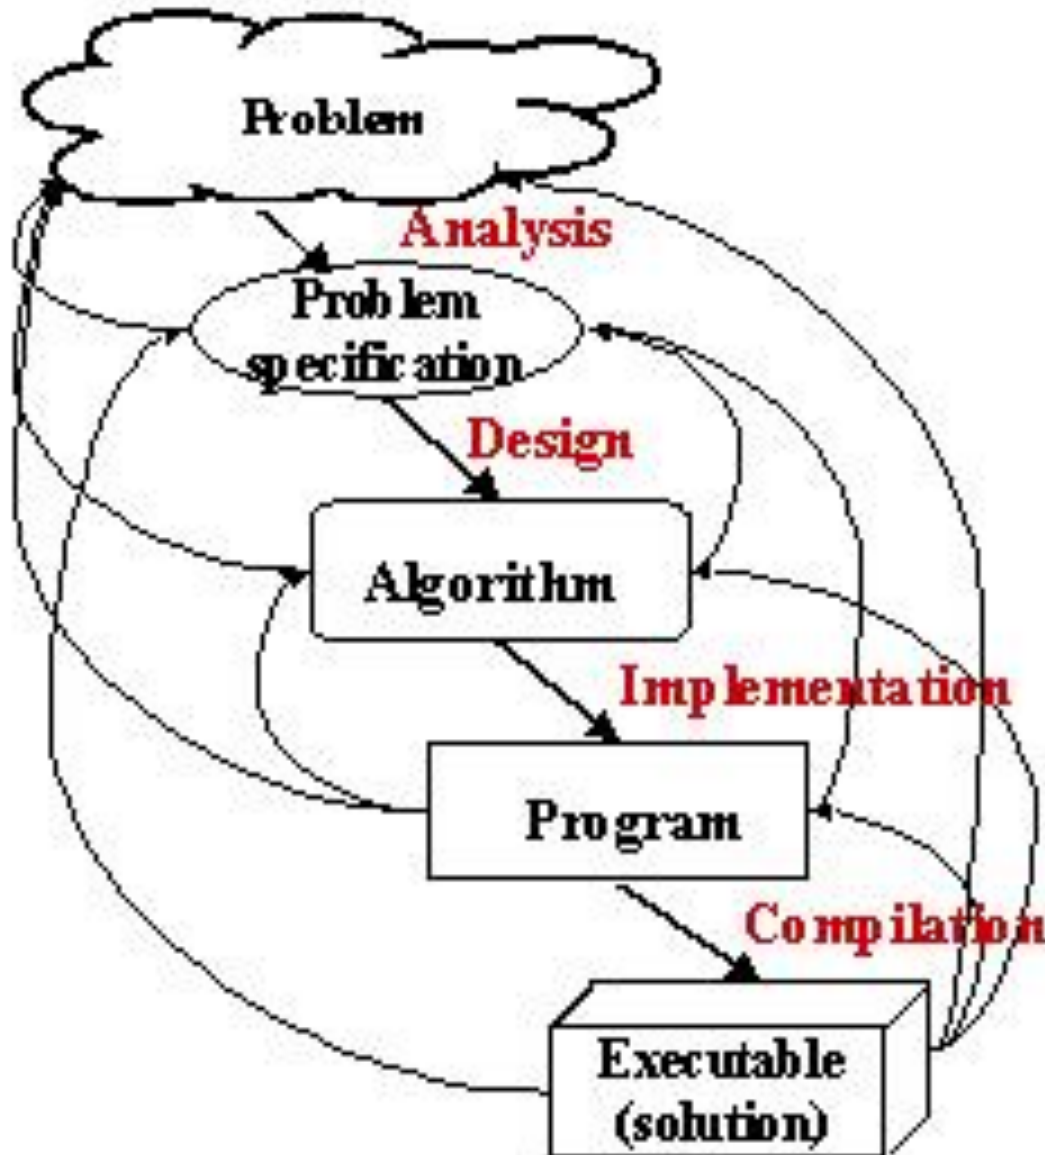 Problem
Analysis
Problem
specification
Design
Algorithm
Implementation
Program
Compilation
Executable
(solution)